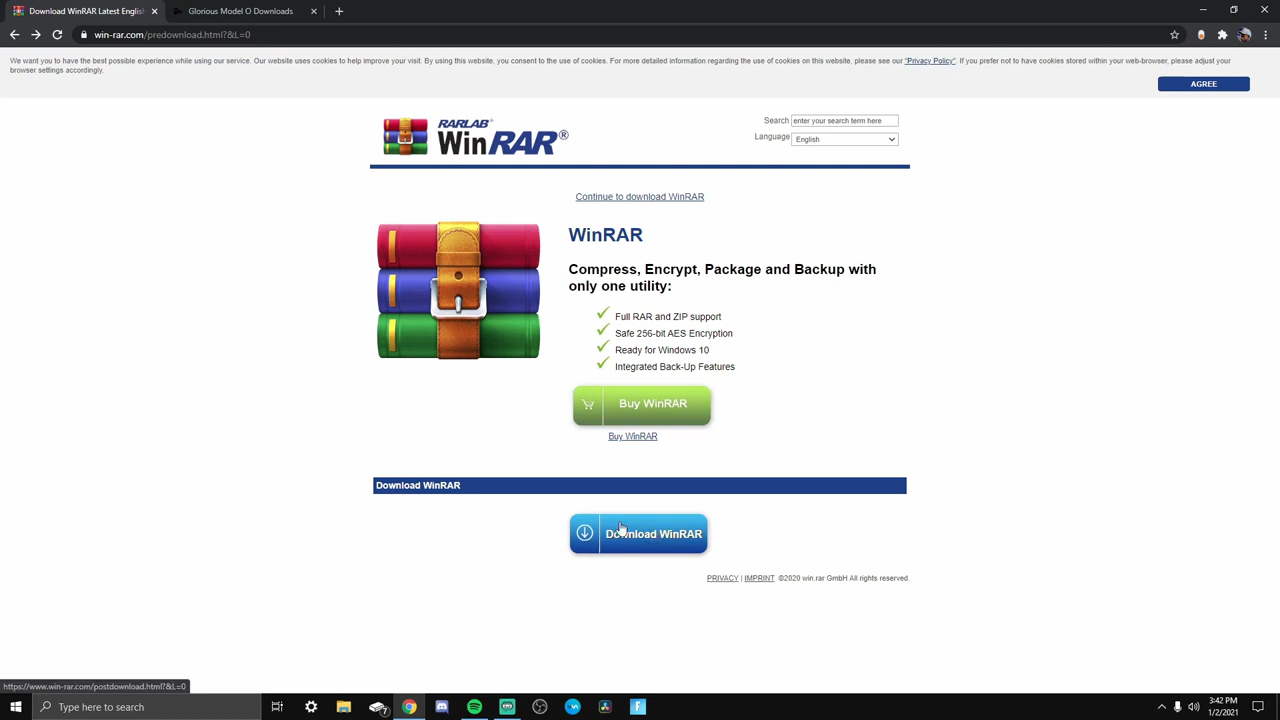 Download WinRAR Latest English
Glorious Model O Downloads
win-rar.com/predownload.html?&L=0
We want you to have the best possible experience while using our service. Our website uses cookies to help improve your visit. By using this website, you consent to the use of cookies. For more detailed information regarding the use of cookies on this website, please see our "Privacy Policy". If you prefer not to have cookies stored within your web-browser, please adjust your
browser settings accordingly.
AGREE
RARLAB®
WinRAR®
Search enter your search term here
Language English
Continue to download WinRAR
WinRAR
Compress, Encrypt, Package and Backup with
only one utility:
Full RAR and ZIP support
Safe 256-bit AES Encryption
Ready for Windows 10
Integrated Back-Up Features
Buy WinRAR
Buy WinRAR
Download WinRAR
Download WinRAR
PRIVACY | IMPRINT ©2020 win.rar GmbH All rights reserved.
https://www.win-rar.com/postdownload.html?&L=0
Type here to search
3:42 PM
1/2/2021